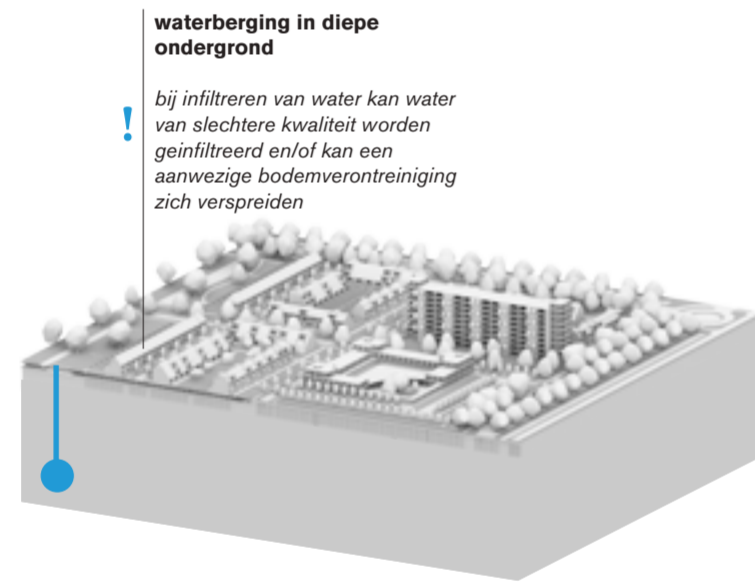 waterberging in diepe
ondergrond
!
bij infiltreren van water kan water
van slechtere kwaliteit worden
geinfiltreerd en/of kan een
aanwezige bodemverontreiniging
zich verspreiden